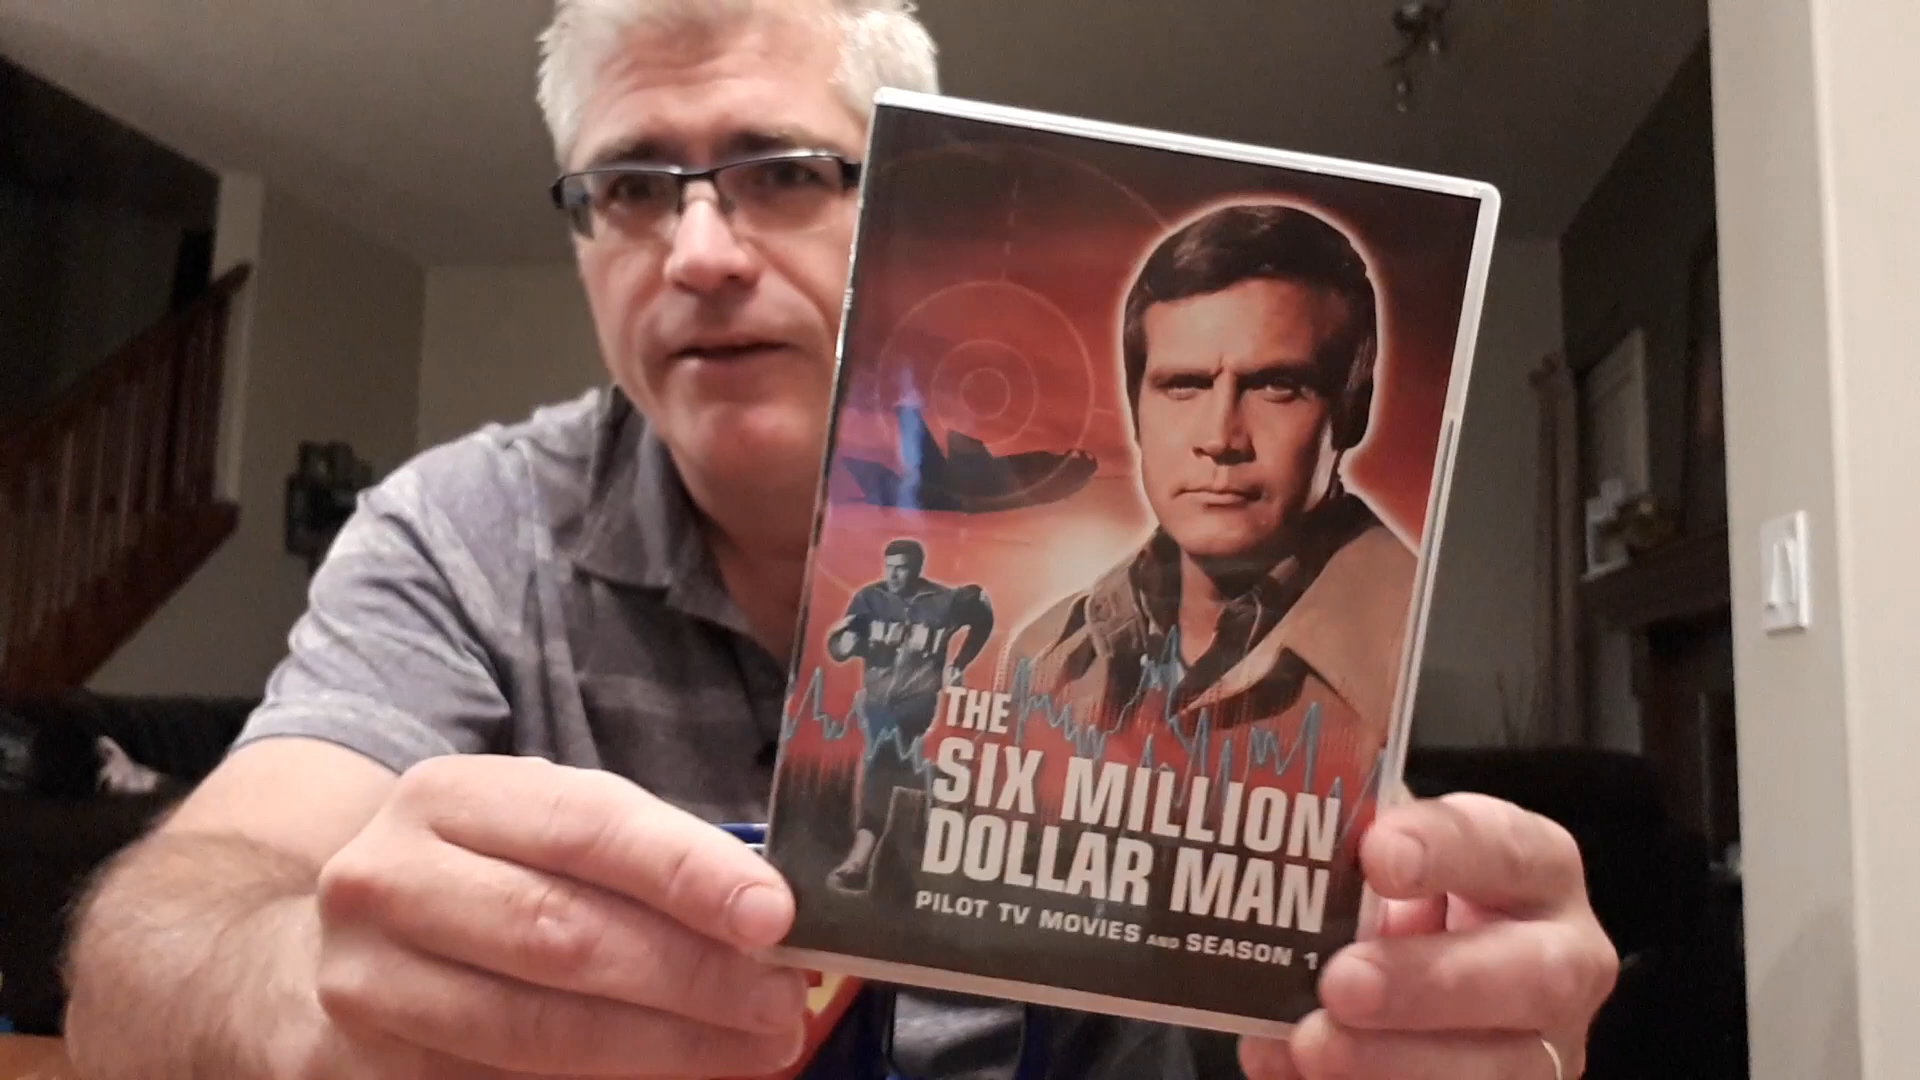 THE
SIX MILLION
DOLLAR MAN
PILOT TV MOVIES AND SEASON 1